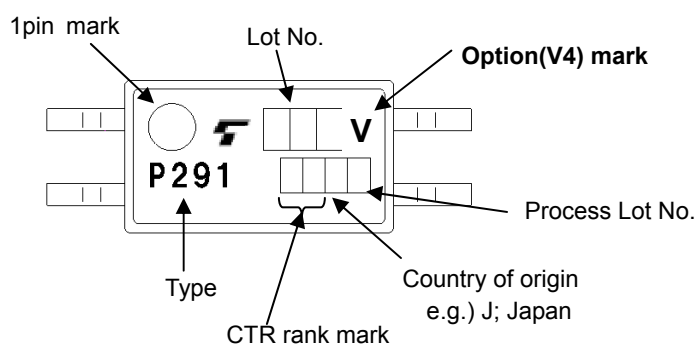 1pin mark
Lot No.
Option(V4) mark
V
P291
Process Lot No.
Type
Country of origin
e.g.) J; Japan
CTR rank mark